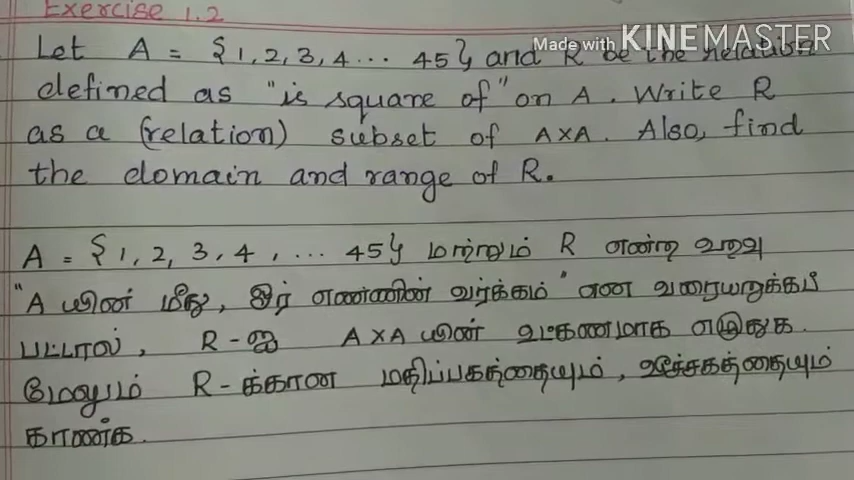 Exercise 1.2
Made with KINEMASTER
Let A = {1, 2, 3, 4 ... 45} and R be the relation
defined as "is square of" on A. Write R
as a (relation) subset of A×A. Also, find
the domain and range of R.
A = {1, 2, 3, 4, ... 45} மற்றும் R என்ற உறவு
"A யின் மீது, ஓர் எண்ணின் வர்க்கம்" என வரையறுக்கப்
பட்டால், R-ஐ A×A யின் உட்கணமாக எழுதுக.
மேலும் R-க்கான மதிப்பகத்தையும், வீச்சகத்தையும்
காண்க.